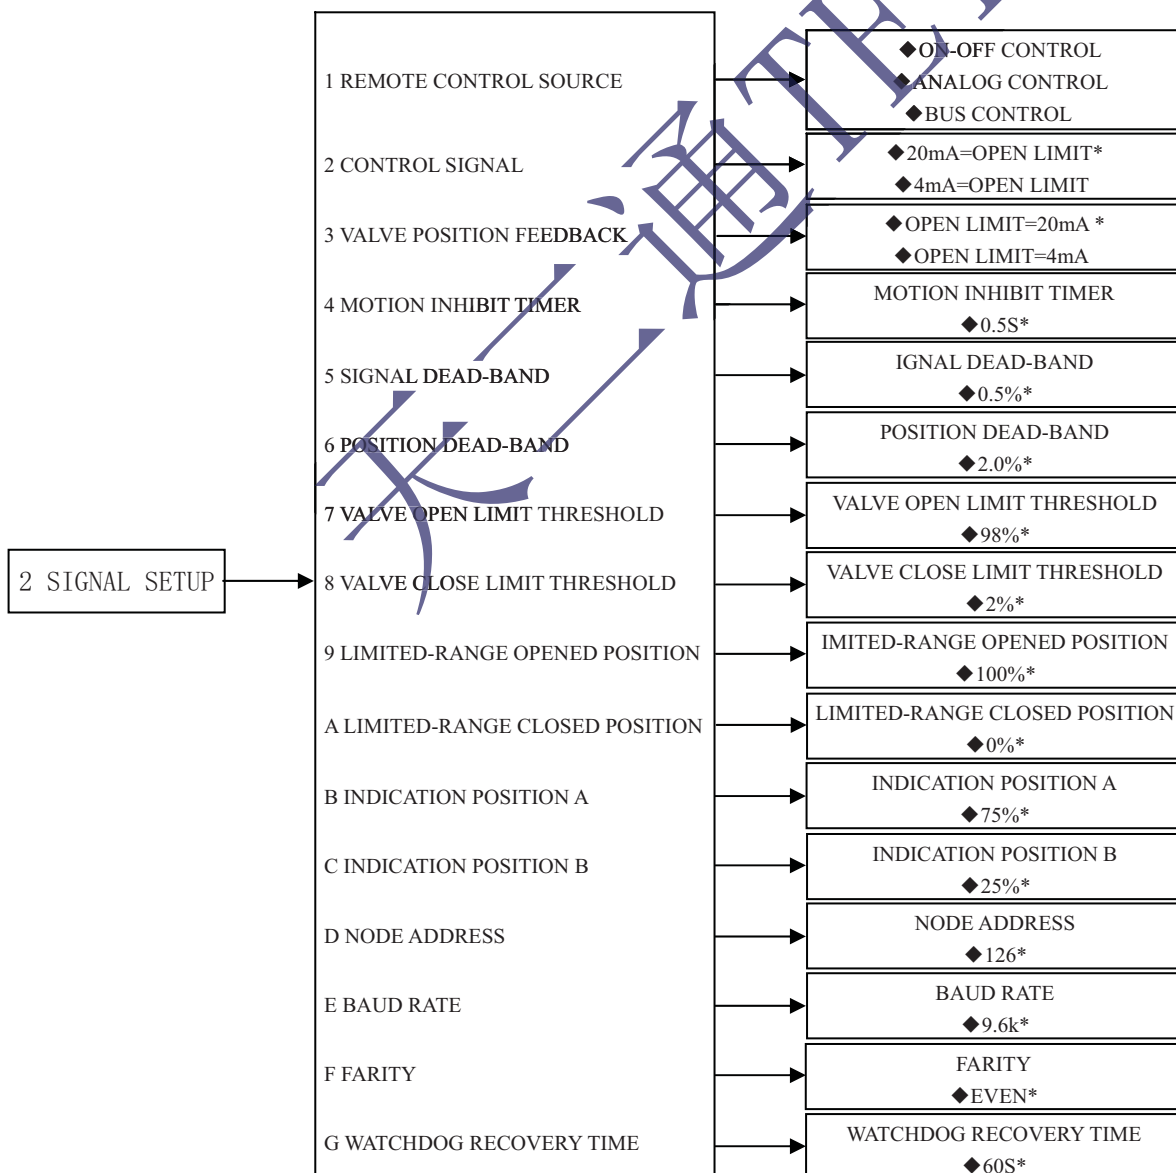 2 SIGNAL SETUP
1 REMOTE CONTROL SOURCE
◆ON-OFF CONTROL
◆ANALOG CONTROL
◆BUS CONTROL
2 CONTROL SIGNAL
◆20mA=OPEN LIMIT*
◆4mA=OPEN LIMIT
3 VALVE POSITION FEEDBACK
◆OPEN LIMIT=20mA *
◆OPEN LIMIT=4mA
4 MOTION INHIBIT TIMER
MOTION INHIBIT TIMER
◆0.5S*
5 SIGNAL DEAD-BAND
IGNAL DEAD-BAND
◆0.5%*
6 POSITION DEAD-BAND
POSITION DEAD-BAND
◆2.0%*
7 VALVE OPEN LIMIT THRESHOLD
VALVE OPEN LIMIT THRESHOLD
◆98%*
8 VALVE CLOSE LIMIT THRESHOLD
VALVE CLOSE LIMIT THRESHOLD
◆2%*
9 LIMITED-RANGE OPENED POSITION
IMITED-RANGE OPENED POSITION
◆100%*
A LIMITED-RANGE CLOSED POSITION
LIMITED-RANGE CLOSED POSITION
◆0%*
B INDICATION POSITION A
INDICATION POSITION A
◆75%*
C INDICATION POSITION B
INDICATION POSITION B
◆25%*
D NODE ADDRESS
NODE ADDRESS
◆126*
E BAUD RATE
BAUD RATE
◆9.6k*
F FARITY
FARITY
◆EVEN*
G WATCHDOG RECOVERY TIME
WATCHDOG RECOVERY TIME
◆60S*